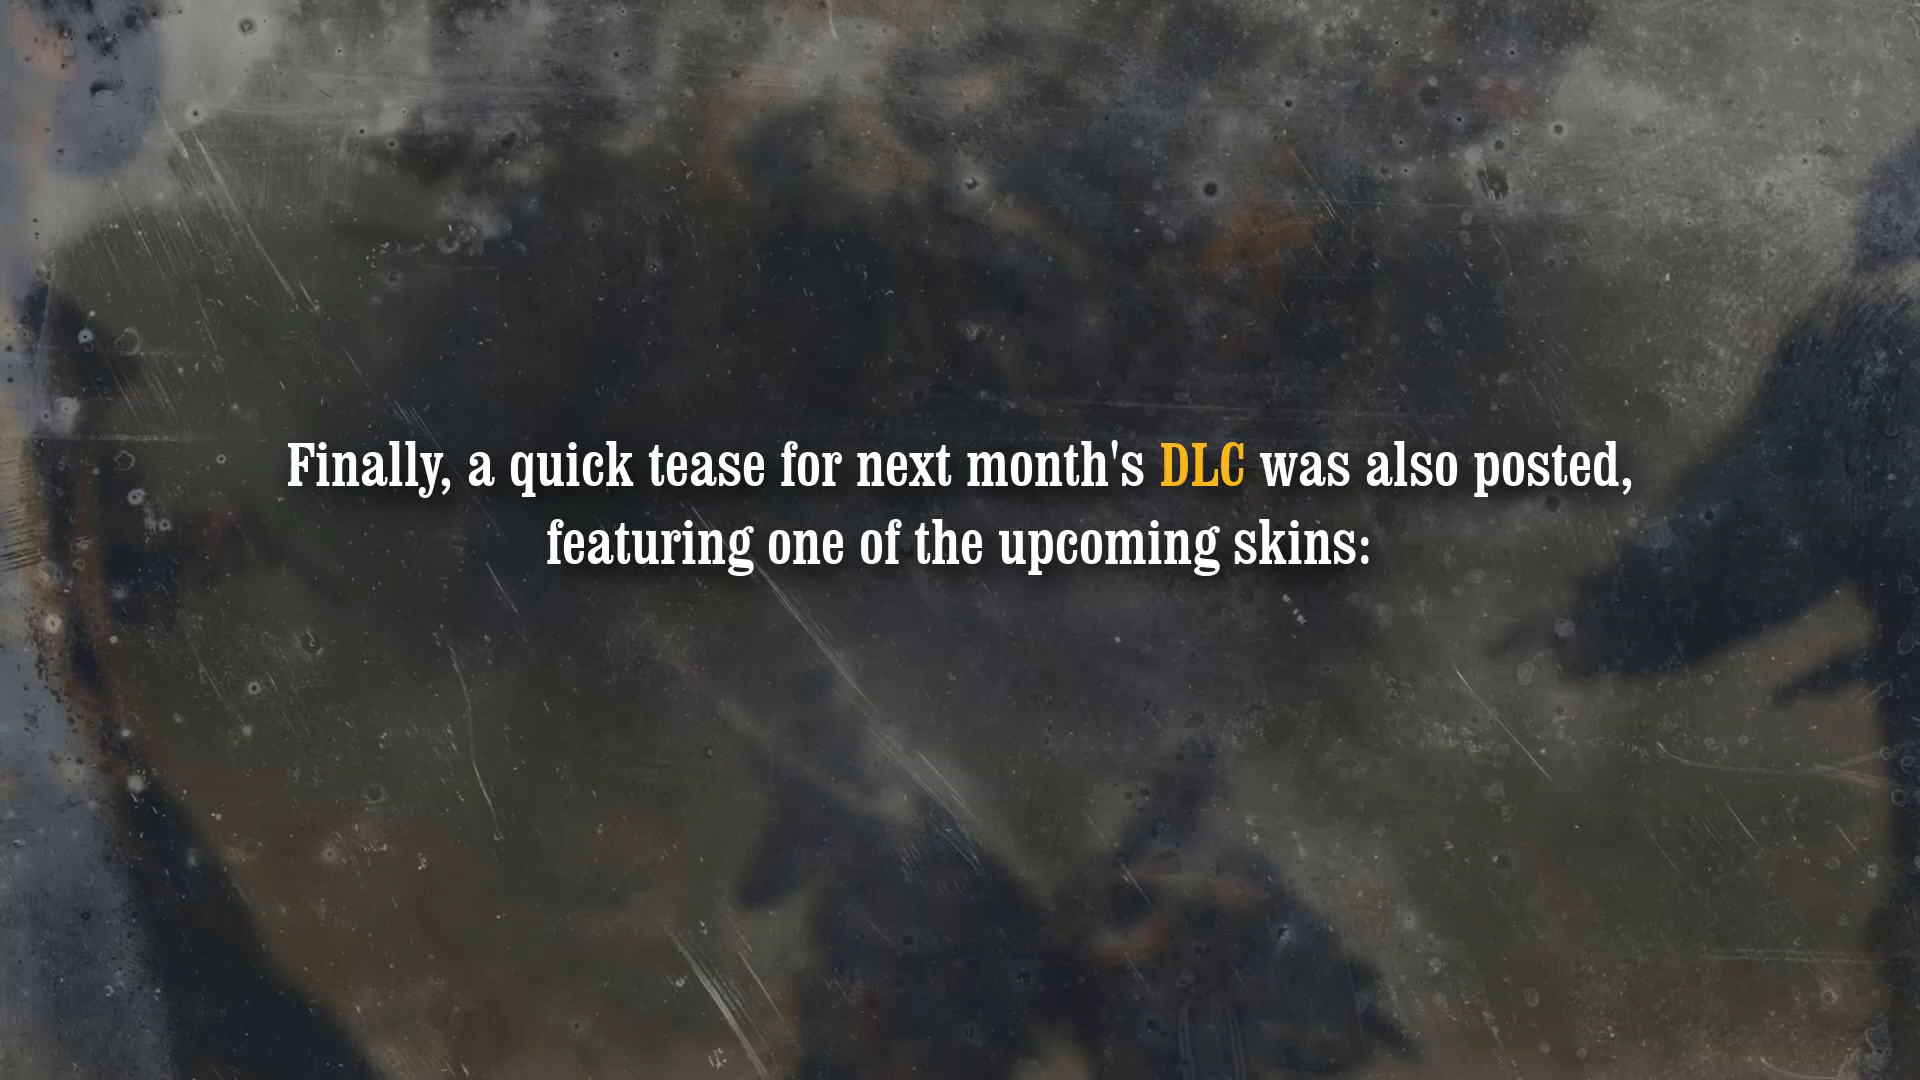 Finally, a quick tease for next month's DLC was also posted,
featuring one of the upcoming skins: